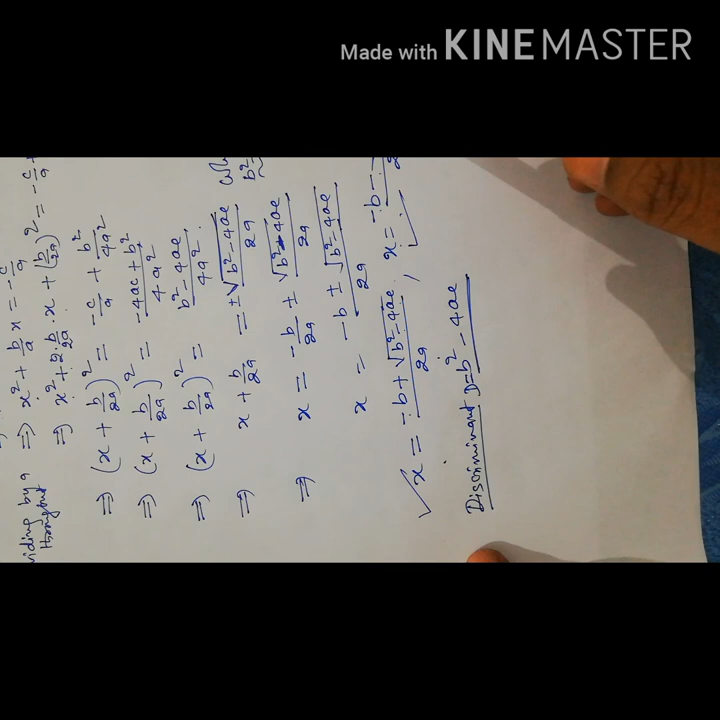 Made with KINEMASTER
viding by a ⇒ x² + b/a x = -c/a
⇒ x² + 2·b/2a·x + (b/2a)² = -c/a +
⇒ (x + b/2a)² = -c/a + b²/4a²
⇒ (x + b/2a)² = -4ac + b²/4a²
⇒ (x + b/2a)² = b² - 4ac/4a².
⇒ x + b/2a = ±√b² - 4ac/2a b²-
⇒ x = -b/2a ± √b² - 4ac/2a
x = -b ± √b² - 4ac/2a
✓ x = -b + √b² - 4ac/2a , x = -b -
Discriminant D = b² - 4ac